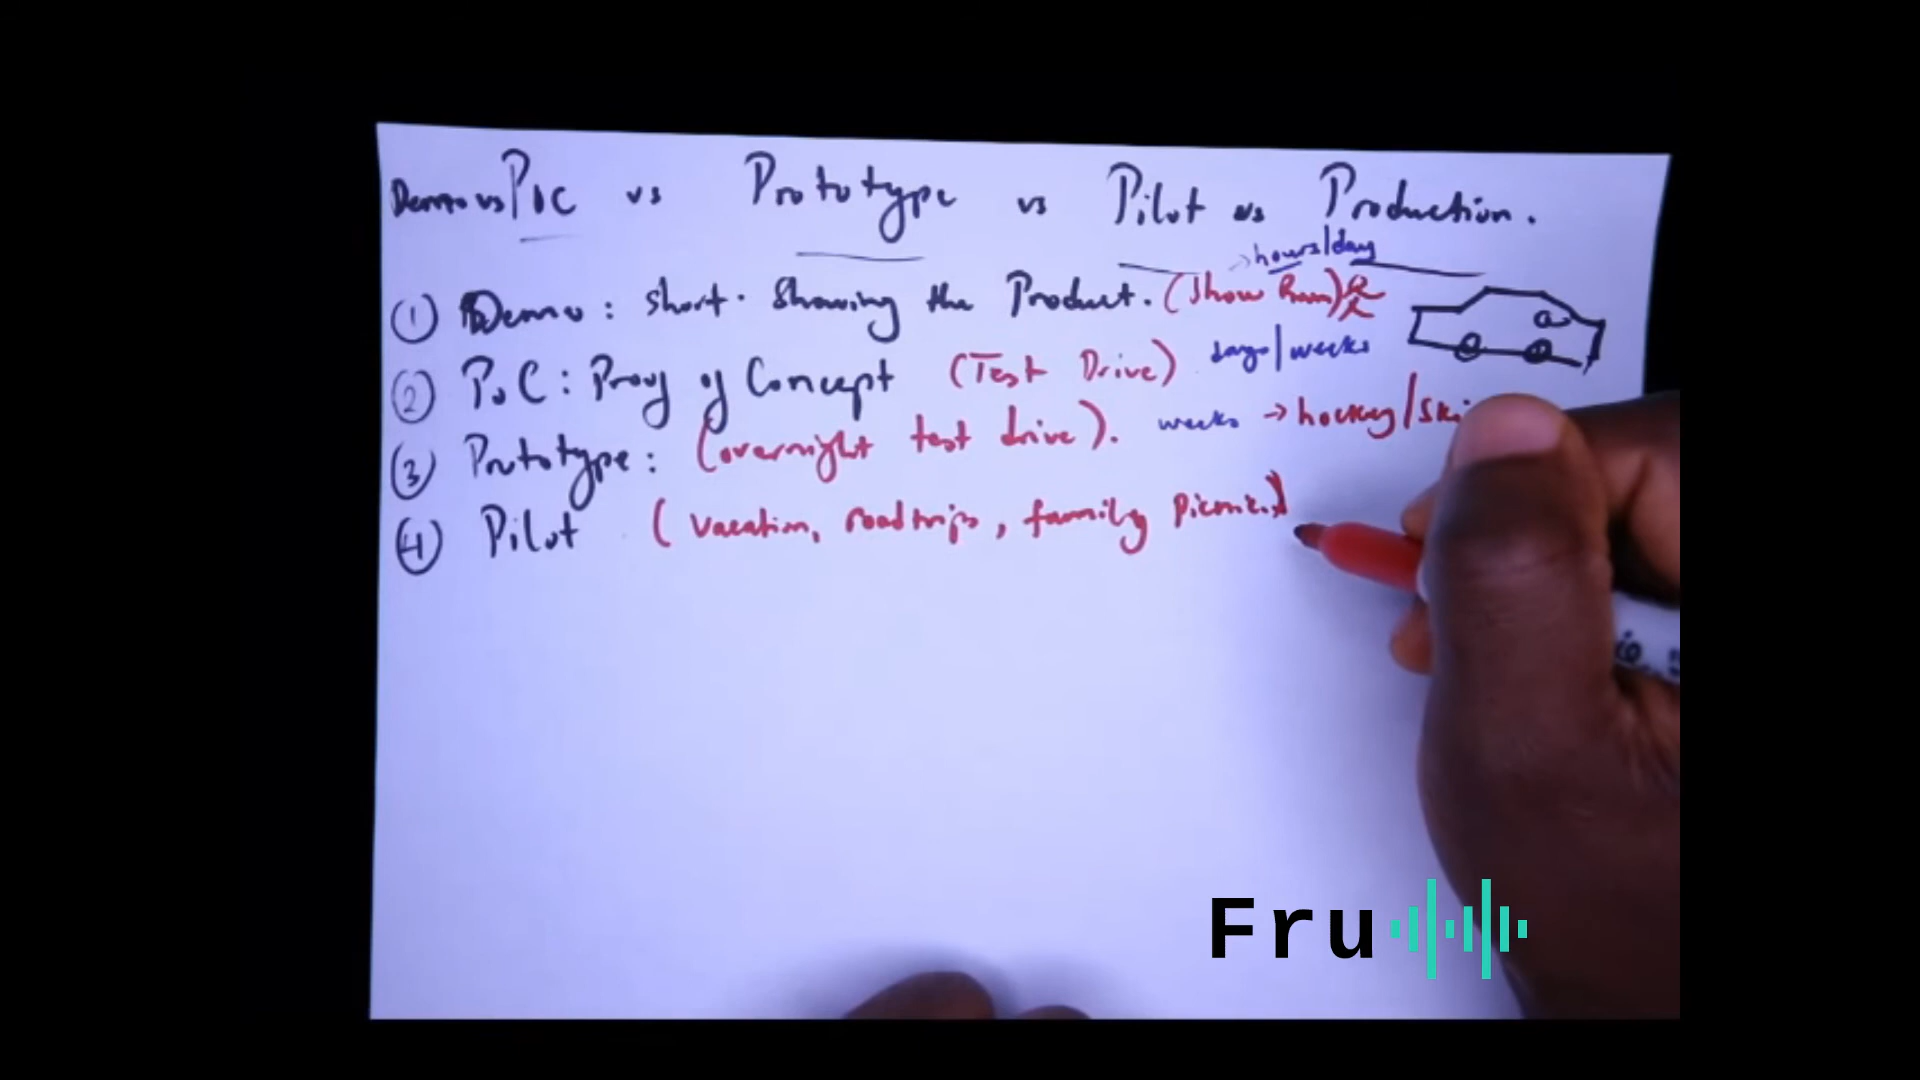 Demo vs PoC vs Prototype vs Pilot vs Production.
→hours/day
① Demo: short. Showing the Product. (Show Room)
② PoC: Proof of Concept (Test Drive) days/weeks
③ Prototype: (overnight test drive). weeks → hockey/Ski
④ Pilot (vacation, roadtrips, family picnic.)
Fru